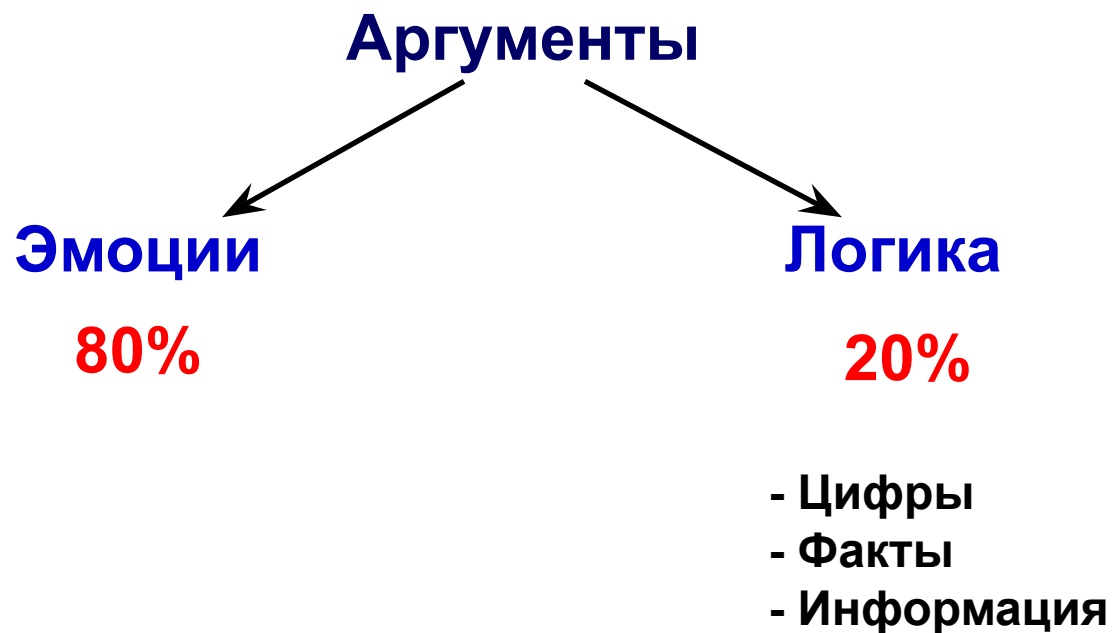 Аргументы
Эмоции
Логика
80%
20%
- Цифры
- Факты
- Информация